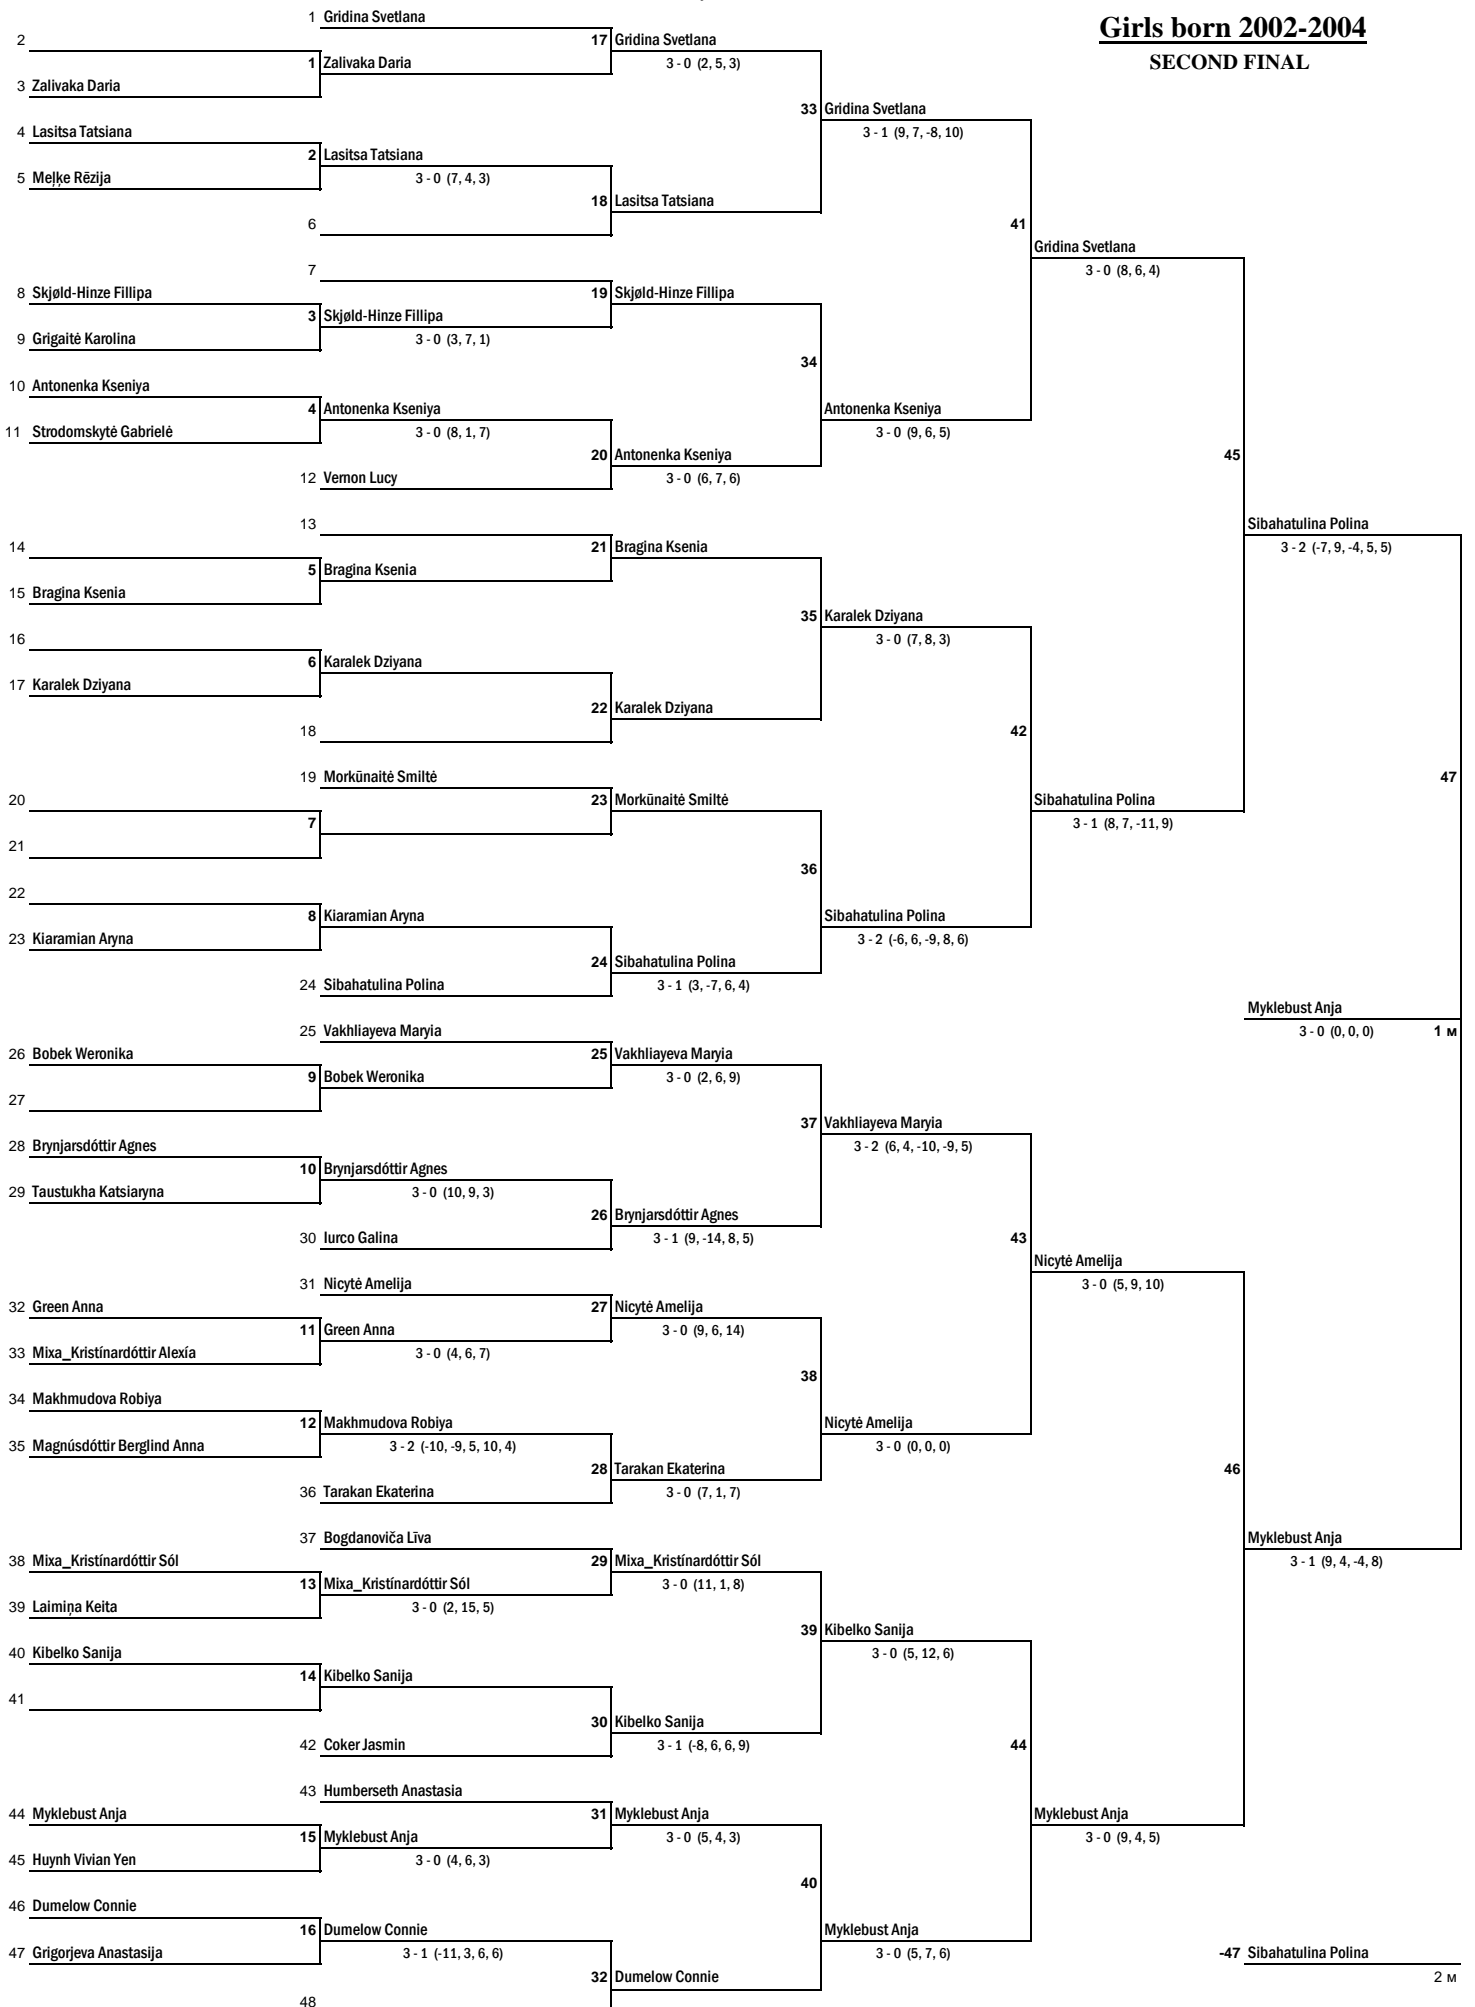 1 Gridina Svetlana
Girls born 2002-2004
2
17 Gridina Svetlana
1 Zalivaka Daria
3 - 0 (2, 5, 3)
SECOND FINAL
3 Zalivaka Daria
33 Gridina Svetlana
4 Lasitsa Tatsiana
3 - 1 (9, 7, -8, 10)
2 Lasitsa Tatsiana
5 Meļķe Rēzija
3 - 0 (7, 4, 3)
18 Lasitsa Tatsiana
6
41
Gridina Svetlana
7
3 - 0 (8, 6, 4)
8 Skjøld-Hinze Fillipa
19 Skjøld-Hinze Fillipa
3 Skjøld-Hinze Fillipa
9 Grigaitė Karolina
3 - 0 (3, 7, 1)
34
10 Antonenka Kseniya
4 Antonenka Kseniya
Antonenka Kseniya
11 Strodomskytė Gabrielė
3 - 0 (8, 1, 7)
3 - 0 (9, 6, 5)
20 Antonenka Kseniya
45
12 Vernon Lucy
3 - 0 (6, 7, 6)
13
Sibahatulina Polina
14
21 Bragina Ksenia
3 - 2 (-7, 9, -4, 5, 5)
5 Bragina Ksenia
15 Bragina Ksenia
35 Karalek Dziyana
16
3 - 0 (7, 8, 3)
6 Karalek Dziyana
17 Karalek Dziyana
22 Karalek Dziyana
18
42
19 Morkūnaitė Smiltė
47
20
23 Morkūnaitė Smiltė
Sibahatulina Polina
7
3 - 1 (8, 7, -11, 9)
21
36
22
8 Kiaramian Aryna
Sibahatulina Polina
23 Kiaramian Aryna
3 - 2 (-6, 6, -9, 8, 6)
24 Sibahatulina Polina
24 Sibahatulina Polina
3 - 1 (3, -7, 6, 4)
Myklebust Anja
25 Vakhliayeva Maryia
3 - 0 (0, 0, 0) 1 м
26 Bobek Weronika
25 Vakhliayeva Maryia
9 Bobek Weronika
3 - 0 (2, 6, 9)
27
37 Vakhliayeva Maryia
28 Brynjarsdóttir Agnes
3 - 2 (6, 4, -10, -9, 5)
10 Brynjarsdóttir Agnes
29 Taustukha Katsiaryna
3 - 0 (10, 9, 3)
26 Brynjarsdóttir Agnes
30 Iurco Galina
3 - 1 (9, -14, 8, 5)
43
Nicytė Amelija
31 Nicytė Amelija
3 - 0 (5, 9, 10)
32 Green Anna
27 Nicytė Amelija
11 Green Anna
3 - 0 (9, 6, 14)
33 Mixa_Kristínardóttir Alexía
3 - 0 (4, 6, 7)
38
34 Makhmudova Robiya
12 Makhmudova Robiya
Nicytė Amelija
35 Magnúsdóttir Berglind Anna
3 - 2 (-10, -9, 5, 10, 4)
3 - 0 (0, 0, 0)
28 Tarakan Ekaterina
46
36 Tarakan Ekaterina
3 - 0 (7, 1, 7)
37 Bogdanoviča Līva
Myklebust Anja
38 Mixa_Kristínardóttir Sól
29 Mixa_Kristínardóttir Sól
3 - 1 (9, 4, -4, 8)
13 Mixa_Kristínardóttir Sól
3 - 0 (11, 1, 8)
39 Laimiņa Keita
3 - 0 (2, 15, 5)
39 Kibelko Sanija
40 Kibelko Sanija
3 - 0 (5, 12, 6)
14 Kibelko Sanija
41
30 Kibelko Sanija
42 Coker Jasmin
3 - 1 (-8, 6, 6, 9)
44
43 Humberseth Anastasia
44 Myklebust Anja
31 Myklebust Anja
Myklebust Anja
15 Myklebust Anja
3 - 0 (5, 4, 3)
3 - 0 (9, 4, 5)
45 Huynh Vivian Yen
3 - 0 (4, 6, 3)
40
46 Dumelow Connie
16 Dumelow Connie
Myklebust Anja
47 Grigorjeva Anastasija
3 - 1 (-11, 3, 6, 6)
3 - 0 (5, 7, 6)
-47 Sibahatulina Polina
32 Dumelow Connie
2 м
48